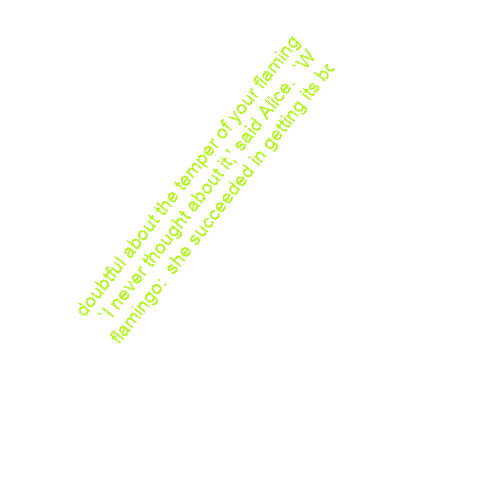 doubtful about the temper of your flaming
`I never thought about it,' said Alice. `W
flamingo: she succeeded in getting its bo